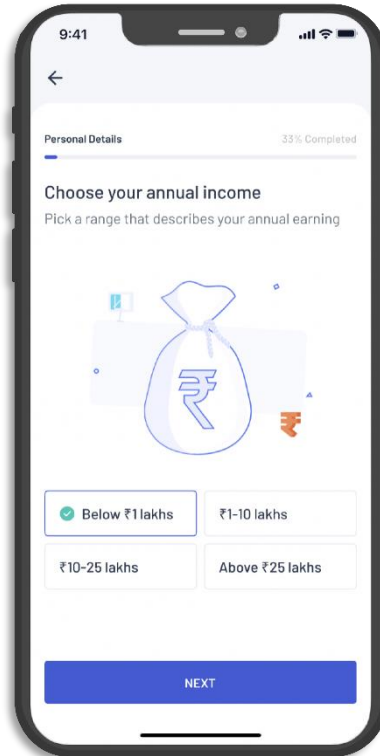 9:41
Personal Details 33% Completed
Choose your annual income
Pick a range that describes your annual earning
₹
₹
Below ₹1 lakhs ₹1-10 lakhs
₹10-25 lakhs Above ₹25 lakhs
NEXT